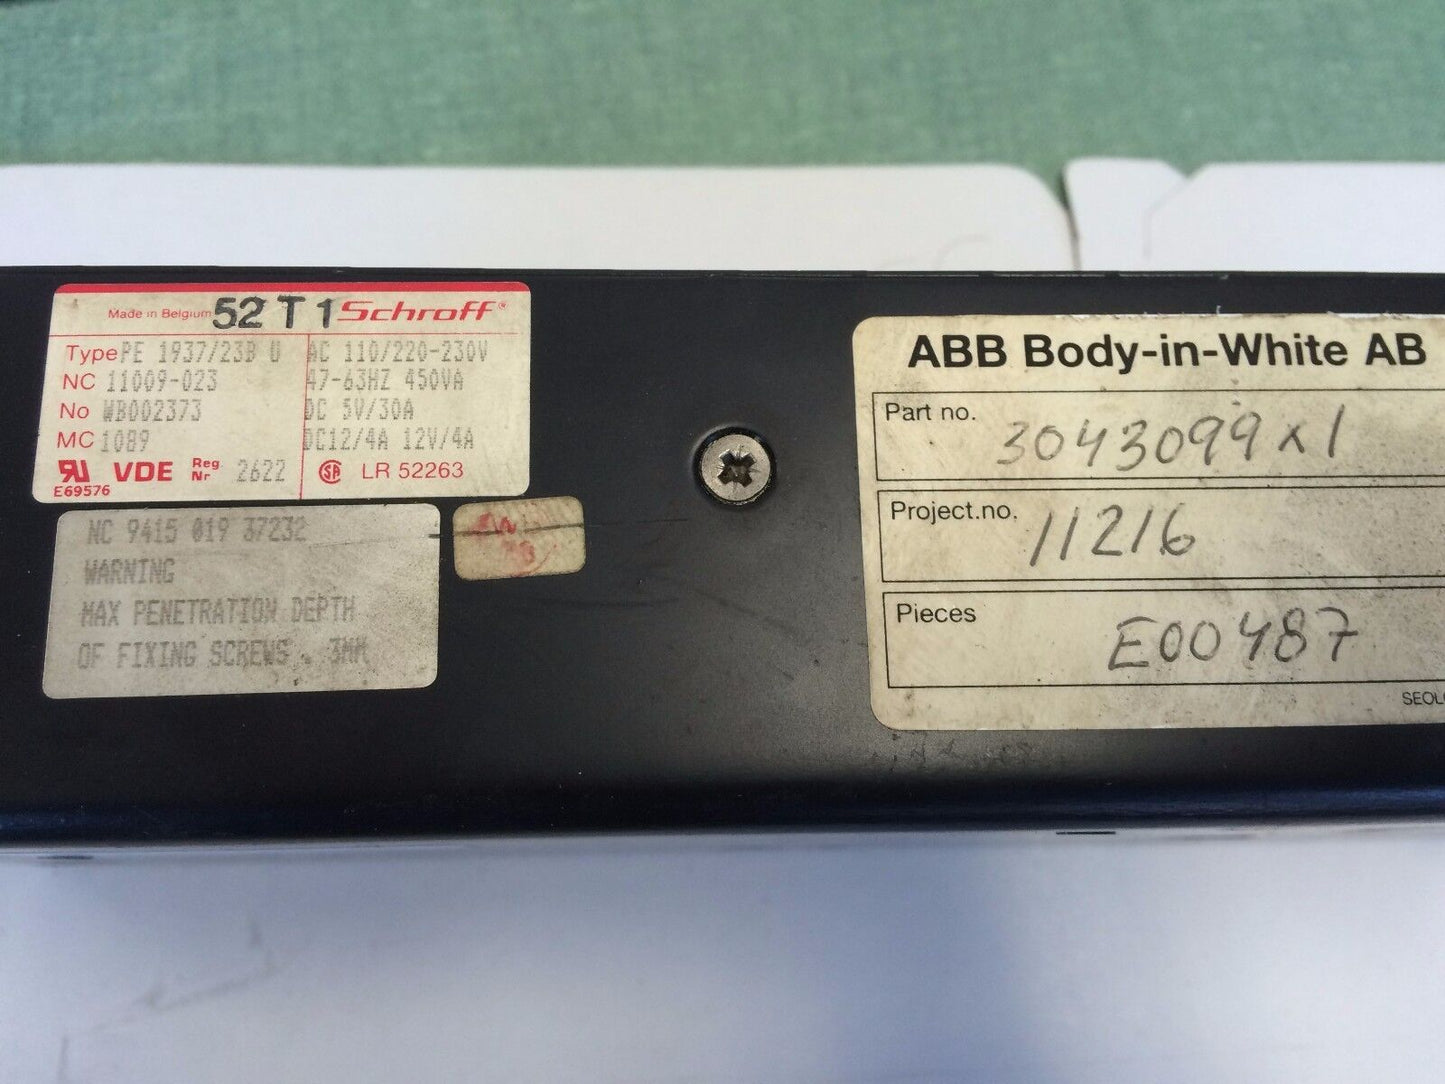 Made in Belgium 52 T 1 Schroff®
Type PE 1937/23B U
NC 11009-023
No WB002373
MC 1089
RU VDE Reg. Nr 2622
E69576
AC 110/220-230V
47-63HZ 450VA
DC 5V/30A
DC12/4A 12V/4A
SA LR 52263
NC 9415 019 37232
WARNING
MAX PENETRATION DEPTH
OF FIXING SCREWS . 3MM
ABB Body-in-White AB
Part no. 3043099x1
Project.no. 11216
Pieces E00487